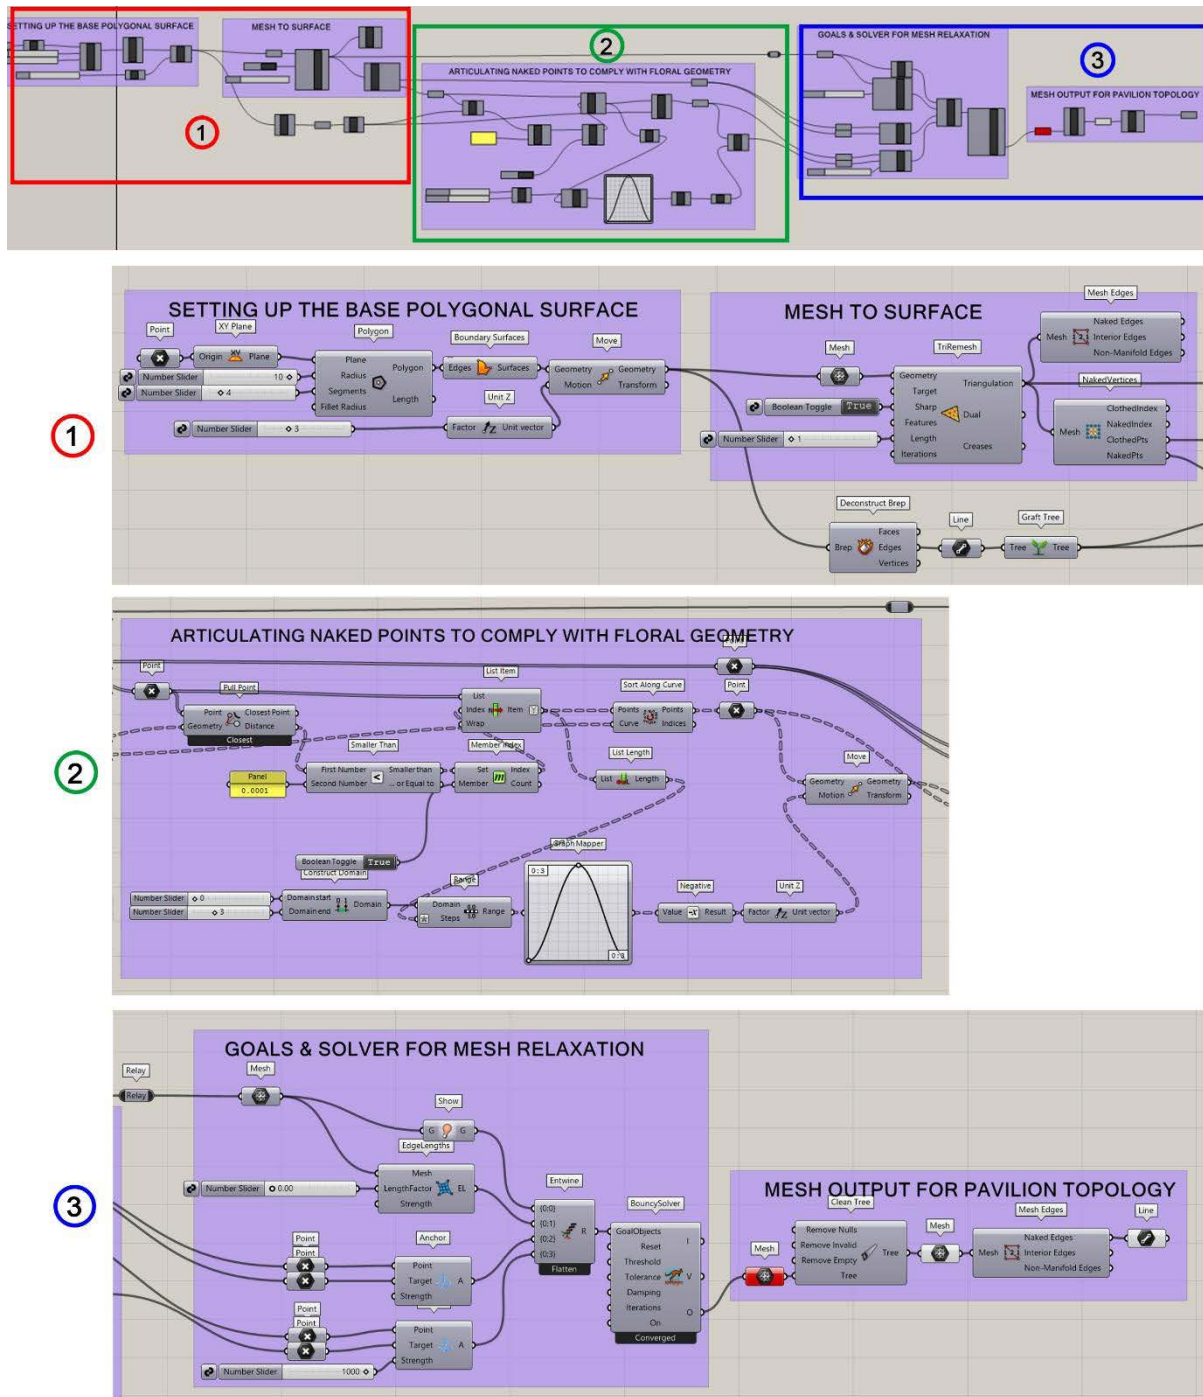 SETTING UP THE BASE POLYGONAL SURFACE
MESH TO SURFACE
1
2
ARTICULATING NAKED POINTS TO COMPLY WITH FLORAL GEOMETRY
GOALS & SOLVER FOR MESH RELAXATION
3
MESH OUTPUT FOR PAVILION TOPOLOGY
1
SETTING UP THE BASE POLYGONAL SURFACE
Point
XY Plane
Origin XY Plane
Polygon
Plane
Radius
Segments
Fillet Radius
Polygon
Length
Number Slider 10
Number Slider 4
Boundary Surfaces
Edges Surfaces
Unit Z
Factor Z Unit vector
Number Slider 3
Move
Geometry
Motion
Geometry
Transform
MESH TO SURFACE
Mesh
Boolean Toggle True
Number Slider 1
TriRemesh
Geometry
Target
Sharp
Features
Length
Iterations
Triangulation
Dual
Creases
Mesh Edges
Mesh
Naked Edges
Interior Edges
Non-Manifold Edges
NakedVertices
Mesh
ClothedIndex
NakedIndex
ClothedPts
NakedPts
Deconstruct Brep
Brep
Faces
Edges
Vertices
Line
Graft Tree
Tree Tree
2
ARTICULATING NAKED POINTS TO COMPLY WITH FLORAL GEOMETRY
Point
Pull Point
Point
Geometry
Closest Point
Distance
Closest
Panel
0.0001
Smaller Than
First Number
Second Number
Smaller than
... or Equal to
Boolean Toggle True
List Item
List
Index
Wrap
Item
Member Index
Set
Member
Index
Count
Sort Along Curve
Points
Curve
Points
Indices
Point
Point
List Length
List Length
Move
Geometry
Motion
Geometry
Transform
Construct Domain
Number Slider 0
Number Slider 3
Domain start
Domain end
Domain
Range
Domain
Steps
Range
Graph Mapper
0:3
0:3
Negative
Value -x Result
Unit Z
Factor Z Unit vector
3
GOALS & SOLVER FOR MESH RELAXATION
Relay
Relay
Mesh
Show
G G
EdgeLengths
Mesh
LengthFactor
Strength
EL
Number Slider 0.00
Point
Point
Anchor
Point
Target
Strength
A
Point
Point
Point
Target
Strength
A
Number Slider 1000
Entwine
{0;0}
{0;1}
{0;2}
{0;3}
R
Flatten
BouncySolver
GoalObjects
Reset
Threshold
Tolerance
Damping
Iterations
On
I
V
O
Converged
MESH OUTPUT FOR PAVILION TOPOLOGY
Mesh
Clean Tree
Remove Nulls
Remove Invalid
Remove Empty
Tree
Tree
Mesh
Mesh Edges
Mesh
Naked Edges
Interior Edges
Non-Manifold Edges
Line